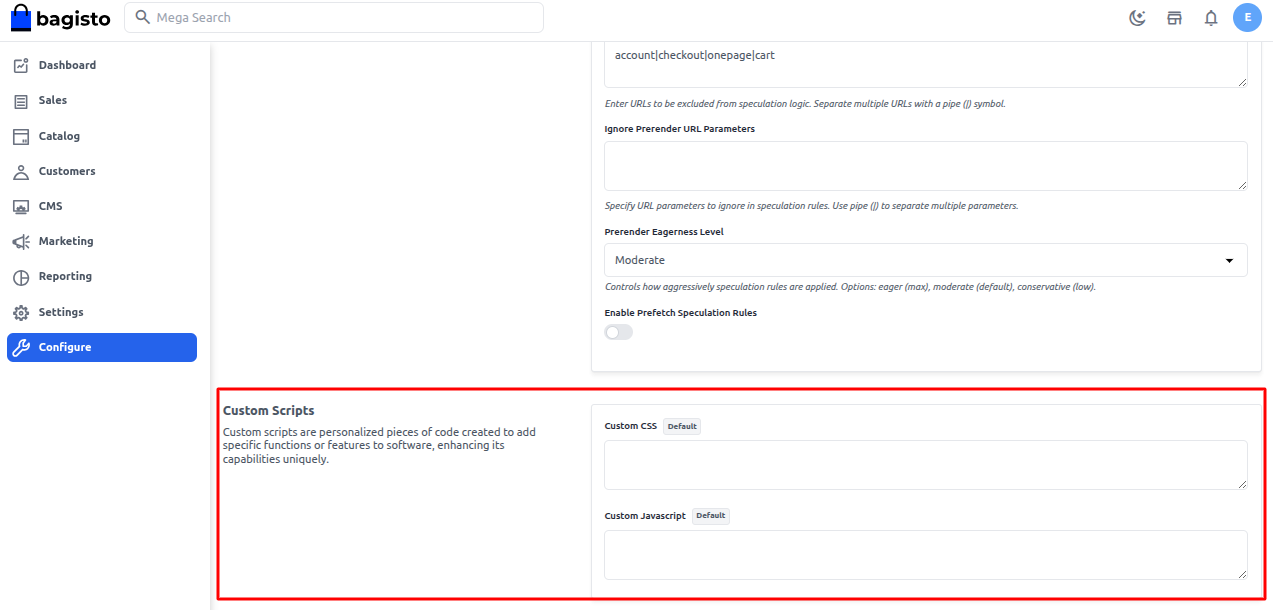 bagisto
Mega Search
E
Dashboard
Sales
Catalog
Customers
CMS
Marketing
Reporting
Settings
Configure
account|checkout|onepage|cart
Enter URLs to be excluded from speculation logic. Separate multiple URLs with a pipe (|) symbol.
Ignore Prerender URL Parameters
Specify URL parameters to ignore in speculation rules. Use pipe (|) to separate multiple parameters.
Prerender Eagerness Level
Moderate
Controls how aggressively speculation rules are applied. Options: eager (max), moderate (default), conservative (low).
Enable Prefetch Speculation Rules
Custom Scripts
Custom scripts are personalized pieces of code created to add
specific functions or features to software, enhancing its
capabilities uniquely.
Custom CSS Default
Custom Javascript Default